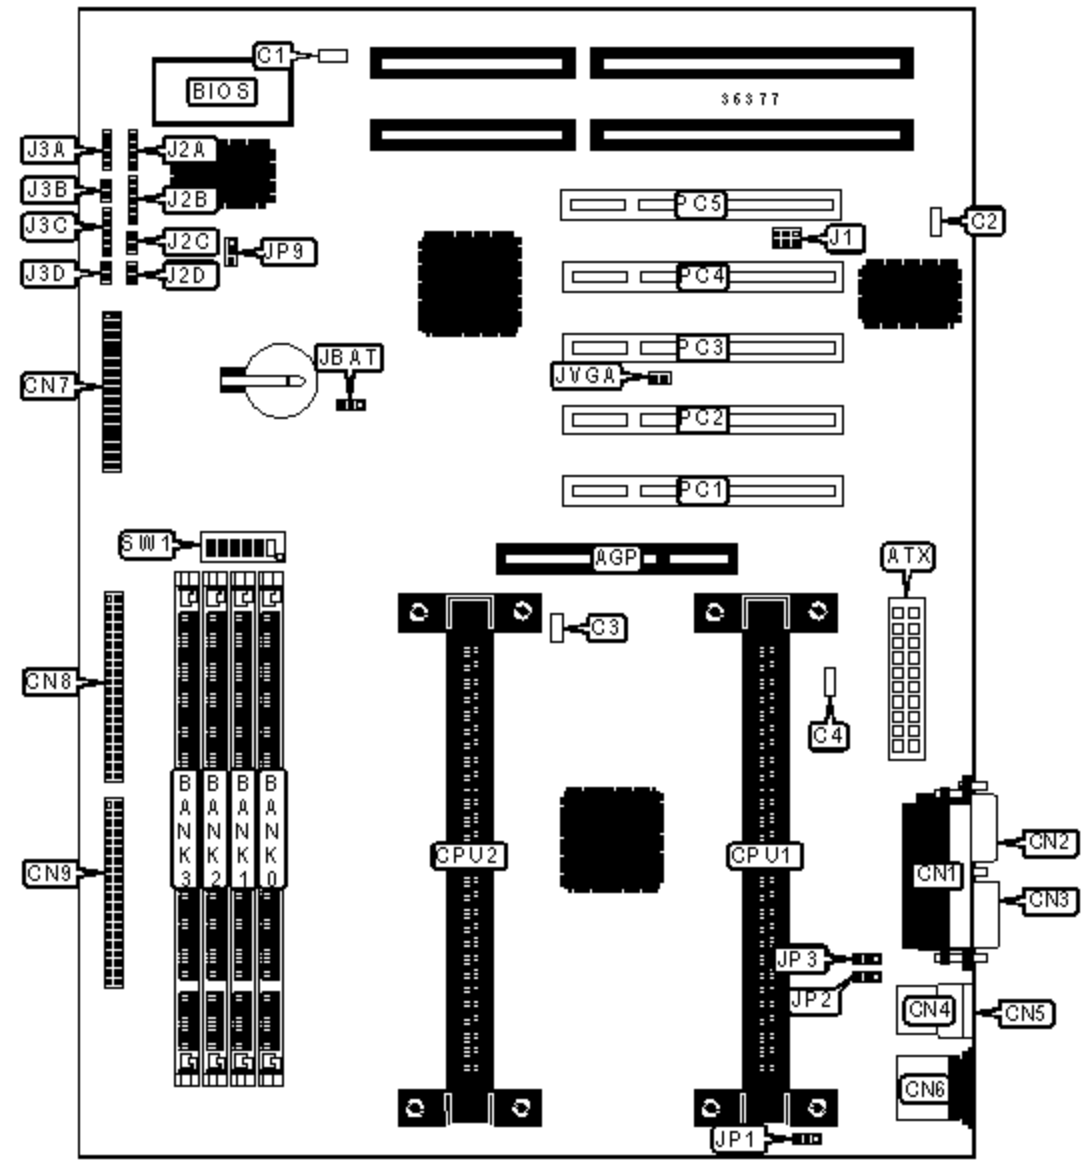 C1
BIOS
36377
J3A
J2A
J3B
J2B
PC5
J3C
C2
J2C
JP9
J1
J3D
J2D
PC4
PC3
JBAT
JVGA
CN7
PC2
PC1
SW1
AGP
ATX
C3
CN8
C4
BANK3
BANK2
BANK1
BANK0
CPU2
CPU1
CN2
CN9
CN1
CN3
JP3
JP2
CN4
CN5
CN6
JP1